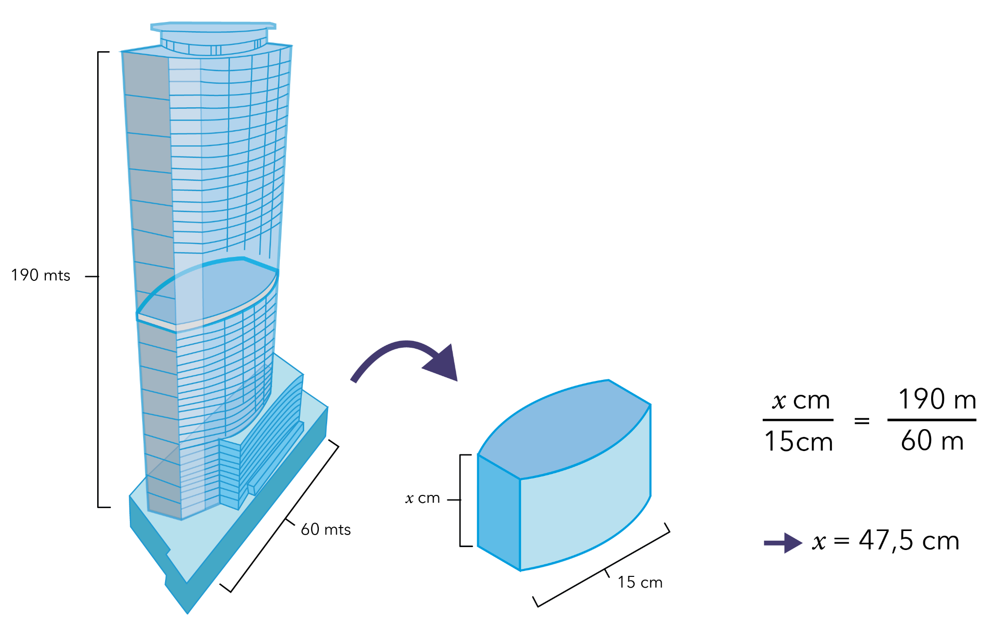 190 mts
60 mts
x cm
15 cm
x cm
15cm
=
190 m
60 m
x = 47,5 cm